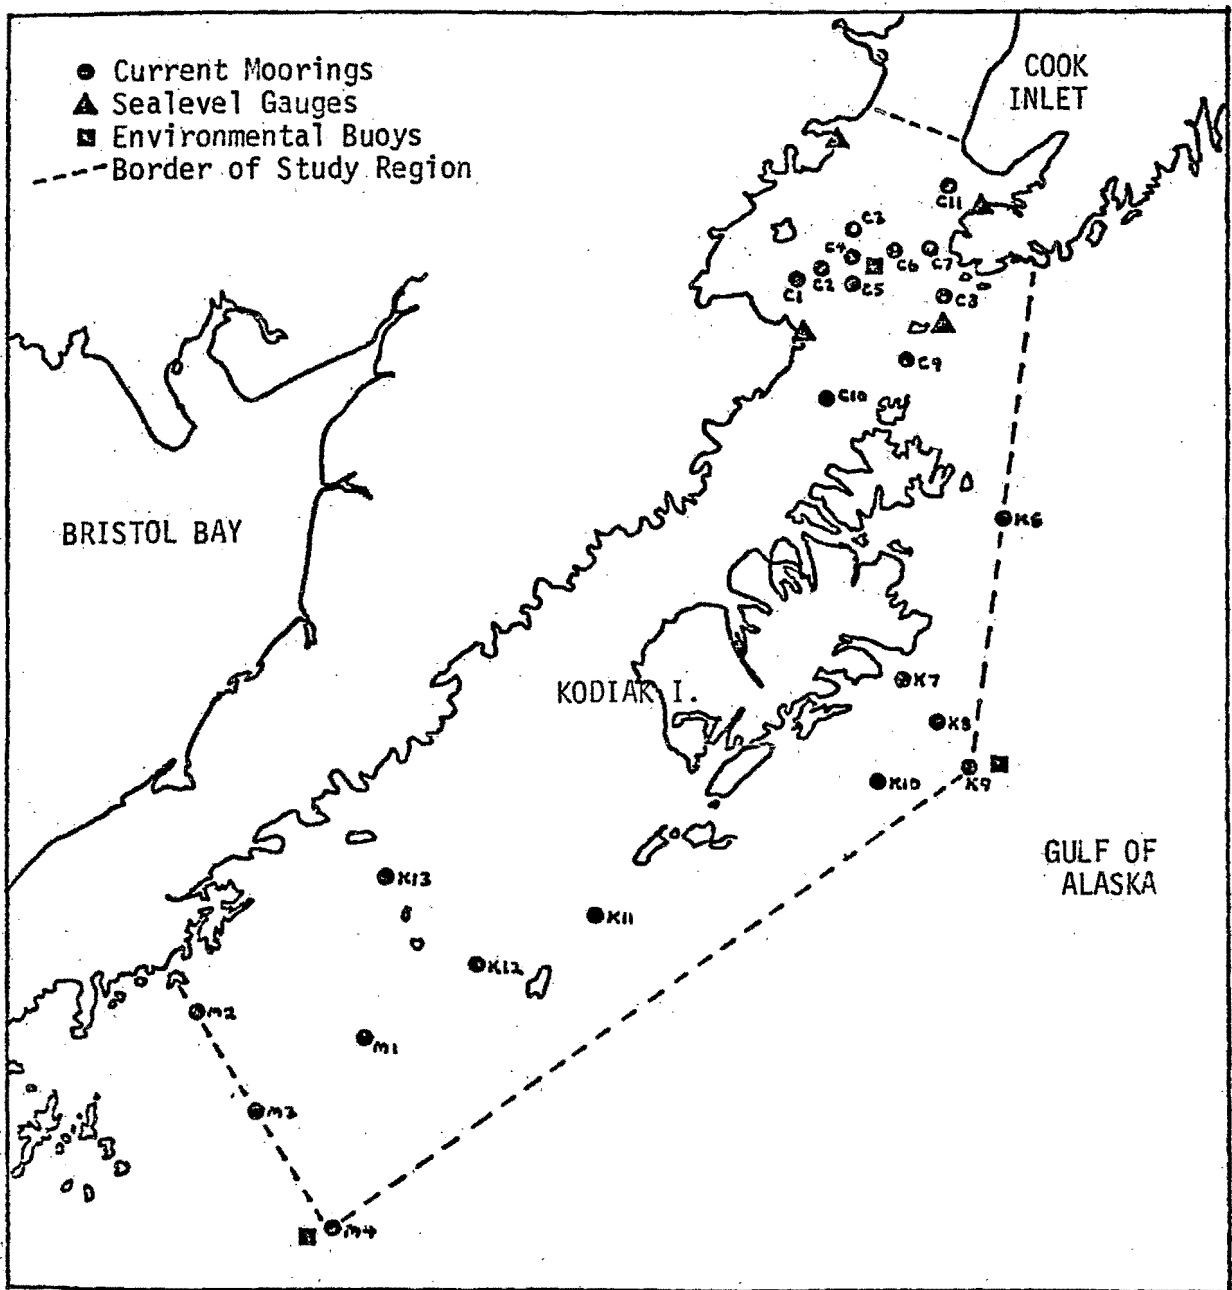 Current Moorings
Sealevel Gauges
Environmental Buoys
Border of Study Region
COOK
INLET
C11
C3
C4
C6
C7
C1
C2
C5
C8
C9
C10
BRISTOL BAY
K6
KODIAK I.
K7
K8
K9
K10
GULF OF
ALASKA
K13
K11
K12
M2
M1
M3
M4